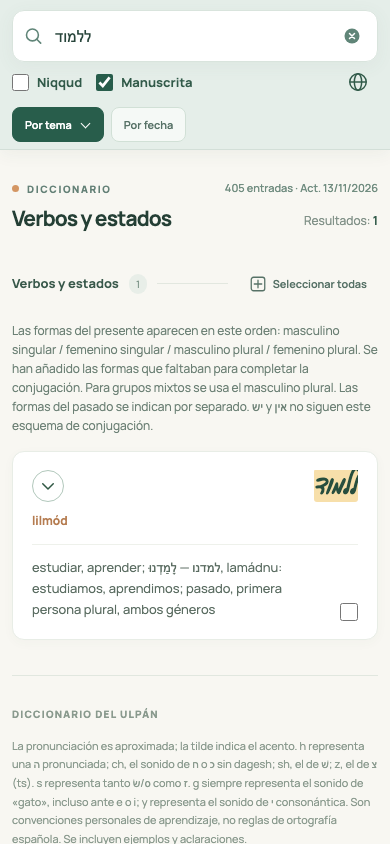 ללמוד
Niqqud
Manuscrita
Por tema
Por fecha
DICCIONARIO
405 entradas · Act. 13/11/2026
Verbos y estados
Resultados: 1
Verbos y estados 1
Seleccionar todas
Las formas del presente aparecen en este orden: masculino
singular / femenino singular / masculino plural / femenino plural. Se
han añadido las formas que faltaban para completar la
conjugación. Para grupos mixtos se usa el masculino plural. Las
formas del pasado se indican por separado. יש y אין no siguen este
esquema de conjugación.
ללמוד
lilmód
estudiar, aprender; למדנו — לָמַדְנוּ, lamádnu:
estudiamos, aprendimos; pasado, primera
persona plural, ambos géneros
DICCIONARIO DEL ULPÁN
La pronunciación es aproximada; la tilde indica el acento. h representa
una ה pronunciada; ch, el sonido de ח o כ sin dagesh; sh, el de שׁ; z, el de צ
(ts). s representa tanto ס/שׂ como ז. g siempre representa el sonido de
«gato», incluso ante e o i; y representa el sonido de י consonántica. Son
convenciones personales de aprendizaje, no reglas de ortografía
española. Se incluyen ejemplos y aclaraciones.